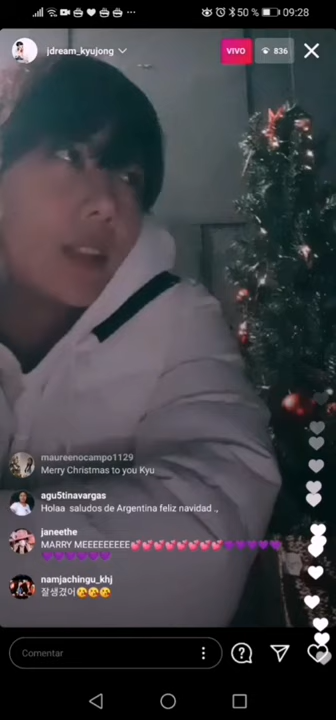 50 % 09:28
jdream_kyujong
VIVO
836
maureenocampo1129
Merry Christmas to you Kyu
agu5tinavargas
Holaa saludos de Argentina feliz navidad .,
janeethe
MARRY MEEEEEEEEE💕💕💕💕💕💕💕💕💜💜💜💜💜
💜💜💜💜💜💜
namjachingu_khj
잘생겼어😘😘😘
Comentar